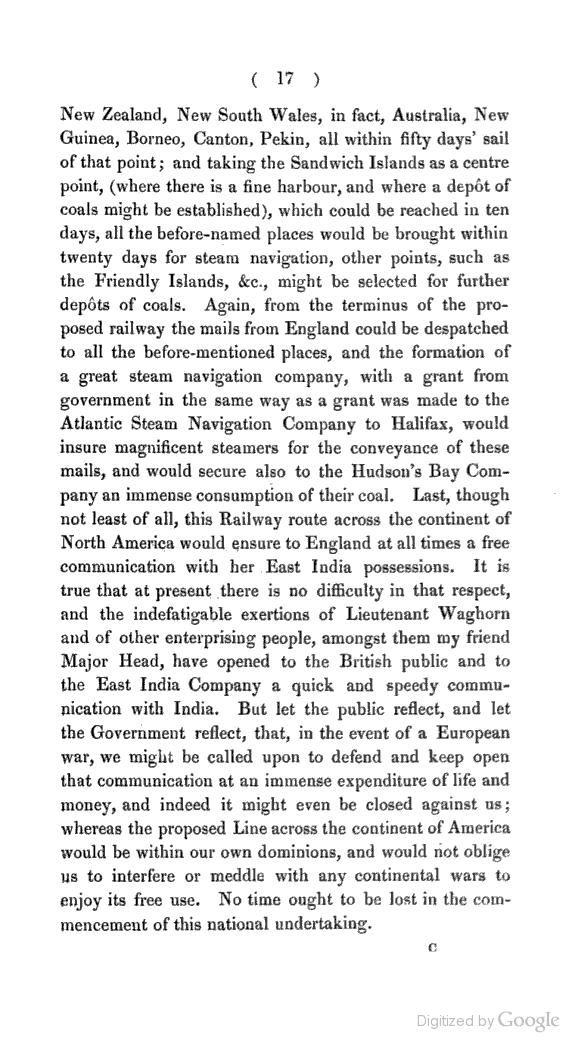 ( 17 )
New Zealand, New South Wales, in fact, Australia, New
Guinea, Borneo, Canton, Pekin, all within fifty days' sail
of that point; and taking the Sandwich Islands as a centre
point, (where there is a fine harbour, and where a depôt of
coals might be established), which could be reached in ten
days, all the before-named places would be brought within
twenty days for steam navigation, other points, such as
the Friendly Islands, &c., might be selected for further
depôts of coals. Again, from the terminus of the pro-
posed railway the mails from England could be despatched
to all the before-mentioned places, and the formation of
a great steam navigation company, with a grant from
government in the same way as a grant was made to the
Atlantic Steam Navigation Company to Halifax, would
insure magnificent steamers for the conveyance of these
mails, and would secure also to the Hudson's Bay Com-
pany an immense consumption of their coal. Last, though
not least of all, this Railway route across the continent of
North America would ensure to England at all times a free
communication with her East India possessions. It is
true that at present there is no difficulty in that respect,
and the indefatigable exertions of Lieutenant Waghorn
and of other enterprising people, amongst them my friend
Major Head, have opened to the British public and to
the East India Company a quick and speedy commu-
nication with India. But let the public reflect, and let
the Government reflect, that, in the event of a European
war, we might be called upon to defend and keep open
that communication at an immense expenditure of life and
money, and indeed it might even be closed against us;
whereas the proposed Line across the continent of America
would be within our own dominions, and would not oblige
us to interfere or meddle with any continental wars to
enjoy its free use. No time ought to be lost in the com-
mencement of this national undertaking.
C
Digitized by Google